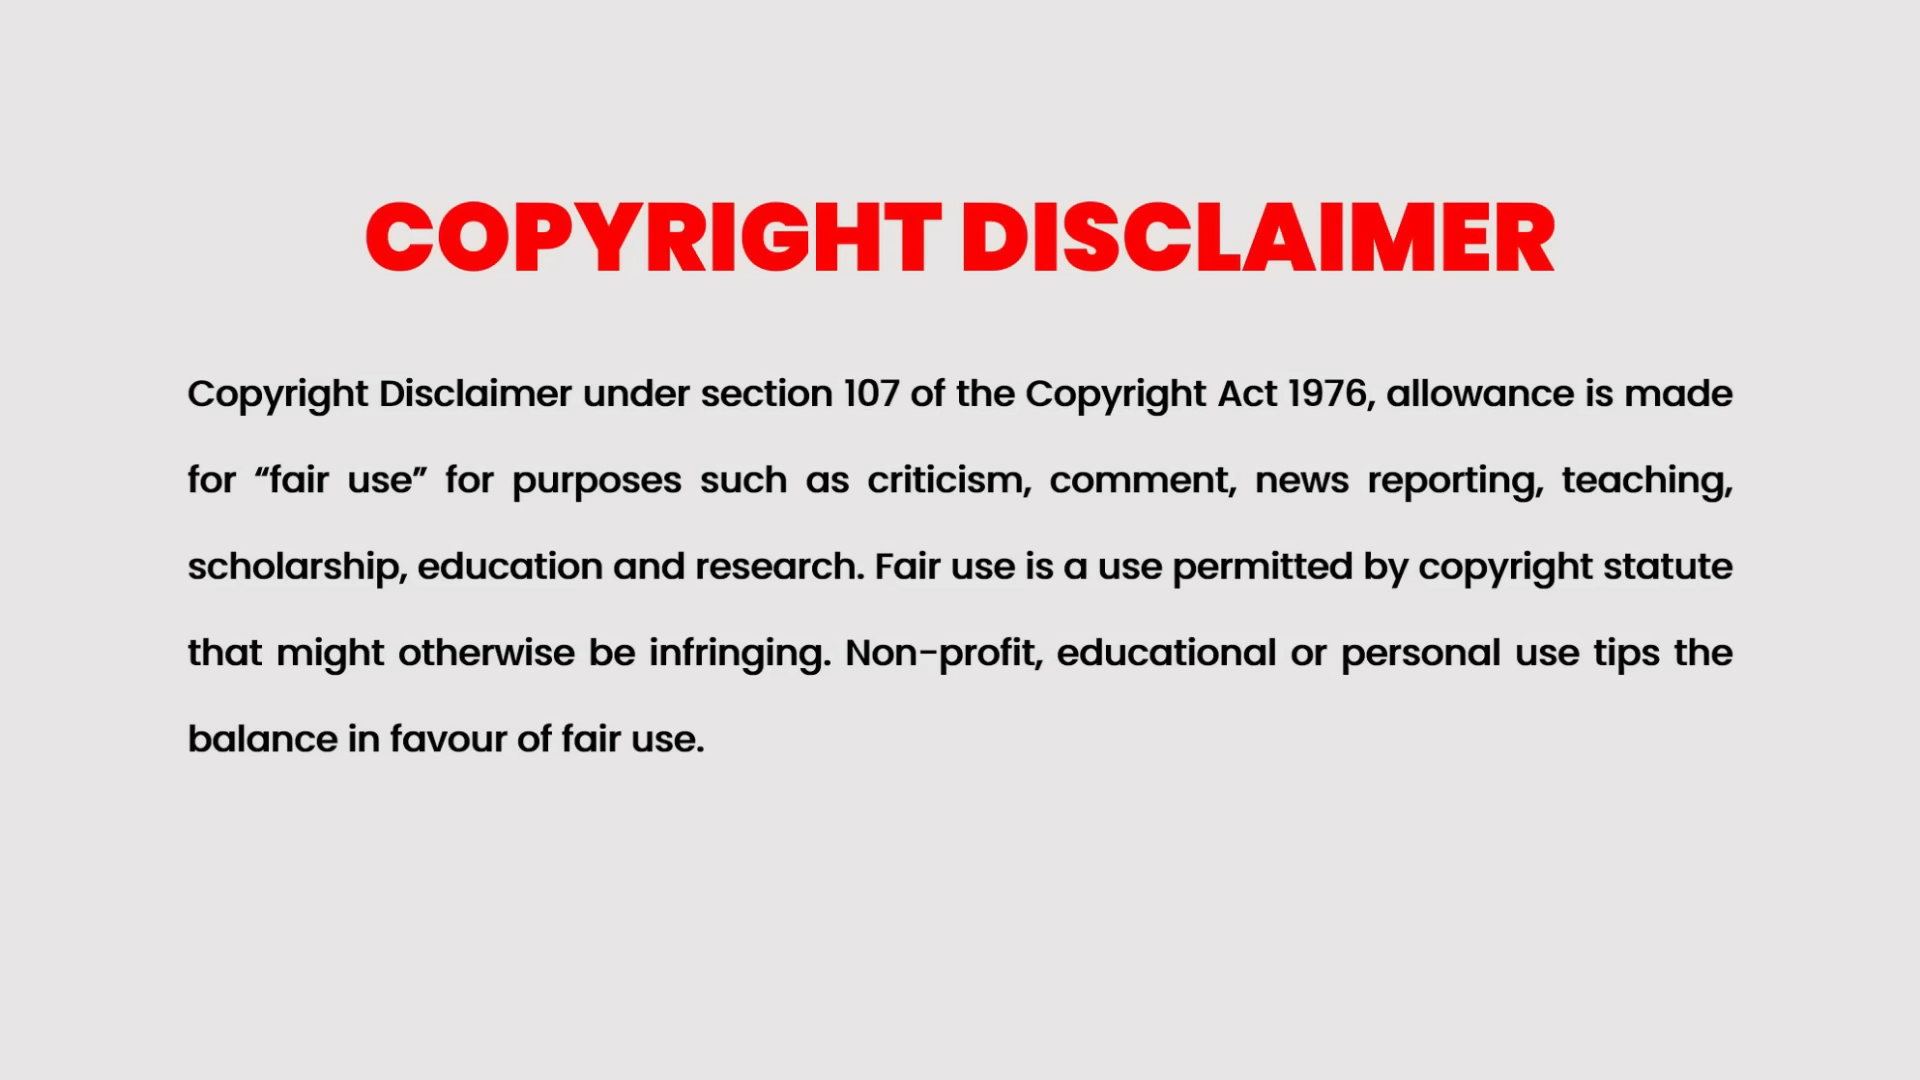 COPYRIGHT DISCLAIMER
Copyright Disclaimer under section 107 of the Copyright Act 1976, allowance is made
for “fair use” for purposes such as criticism, comment, news reporting, teaching,
scholarship, education and research. Fair use is a use permitted by copyright statute
that might otherwise be infringing. Non-profit, educational or personal use tips the
balance in favour of fair use.